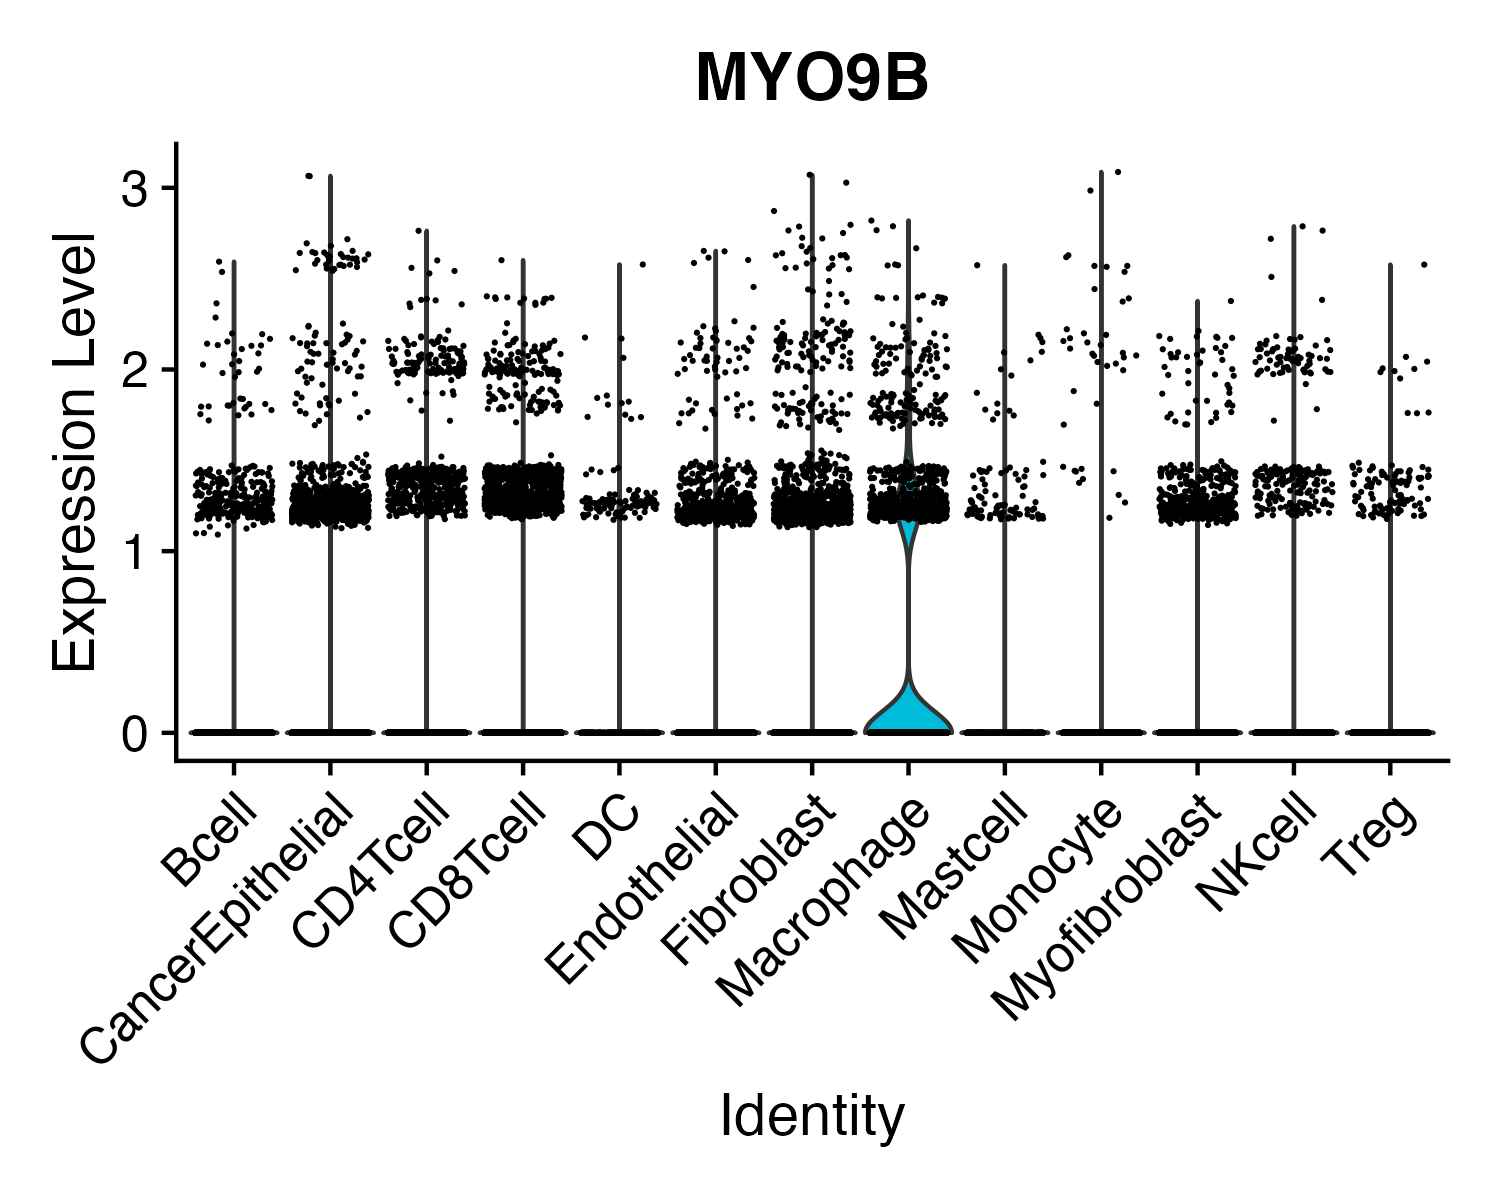 MYO9B
Expression Level
3
2
1
0
Bcell
CancerEpithelial
CD4Tcell
CD8Tcell
DC
Endothelial
Fibroblast
Macrophage
Mastcell
Monocyte
Myofibroblast
NKcell
Treg
Identity